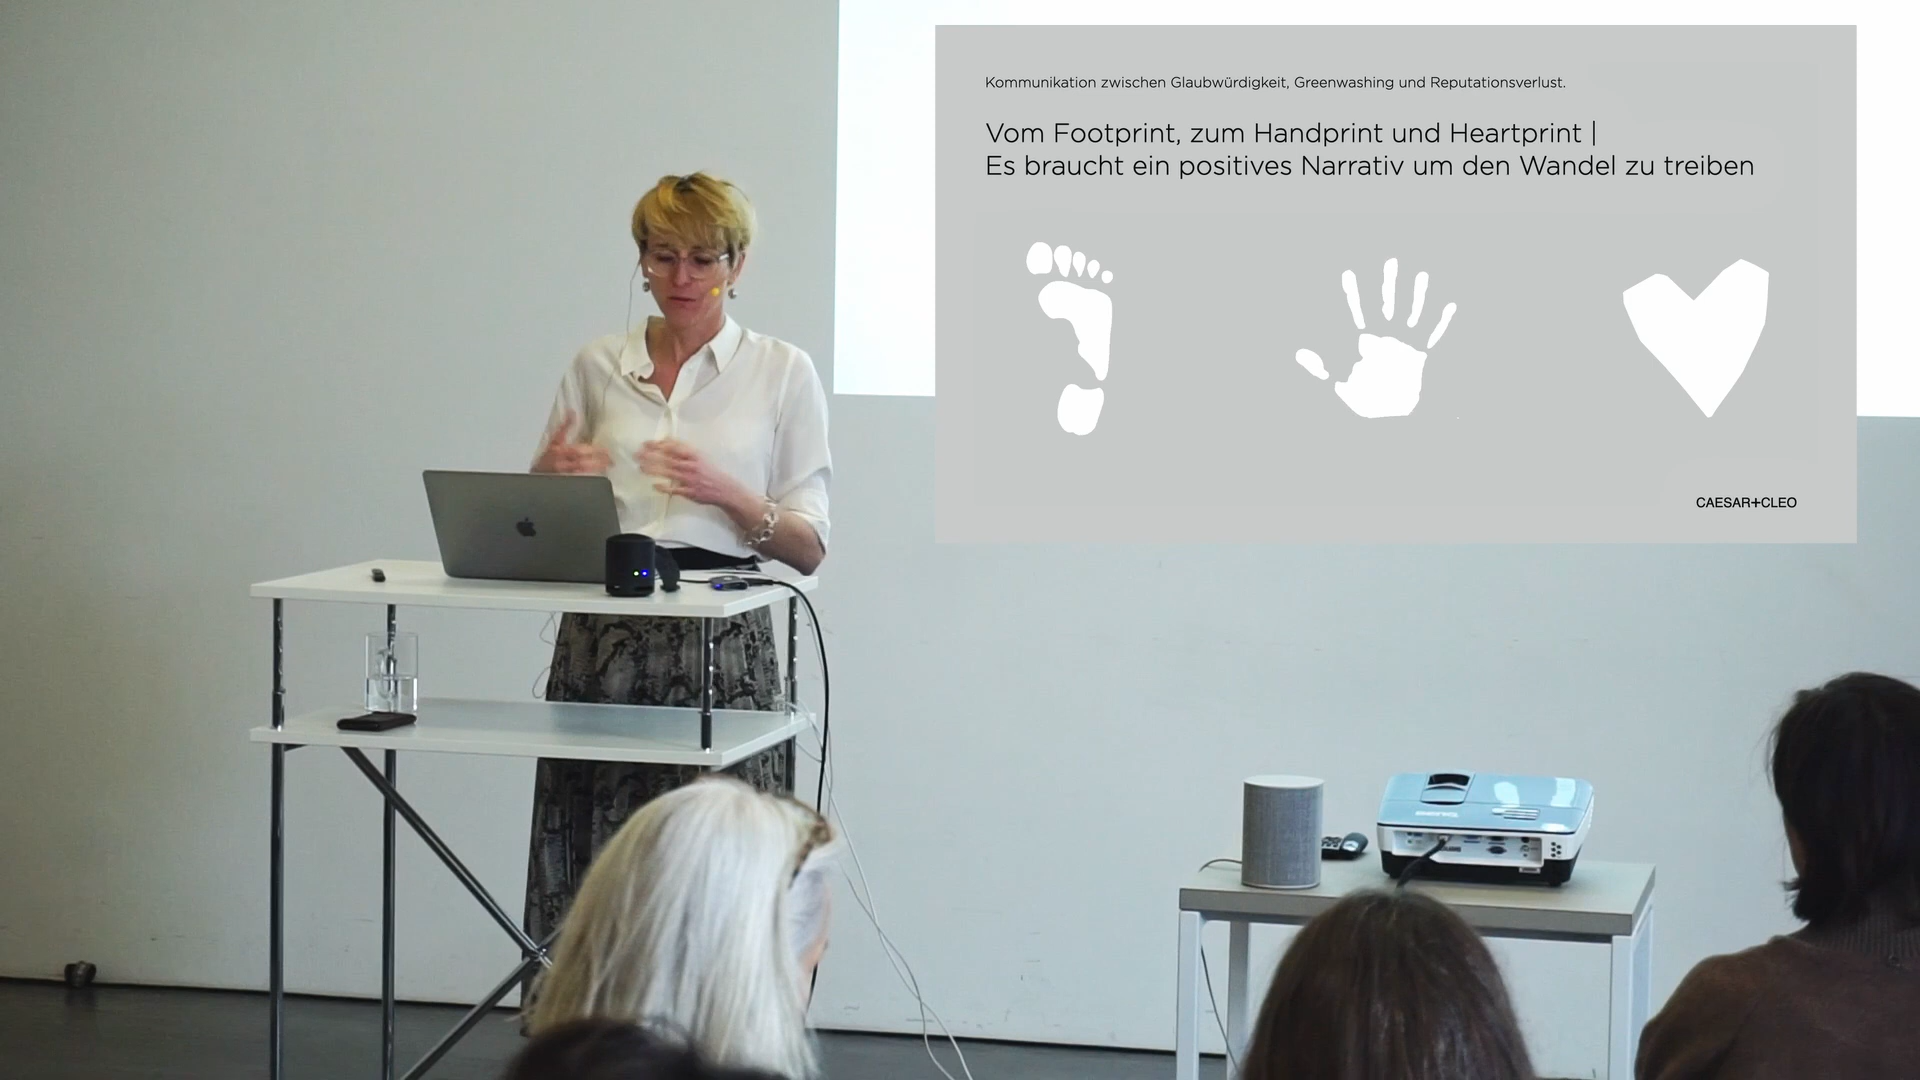 Kommunikation zwischen Glaubwürdigkeit, Greenwashing und Reputationsverlust.
Vom Footprint, zum Handprint und Heartprint |
Es braucht ein positives Narrativ um den Wandel zu treiben
CAESAR+CLEO